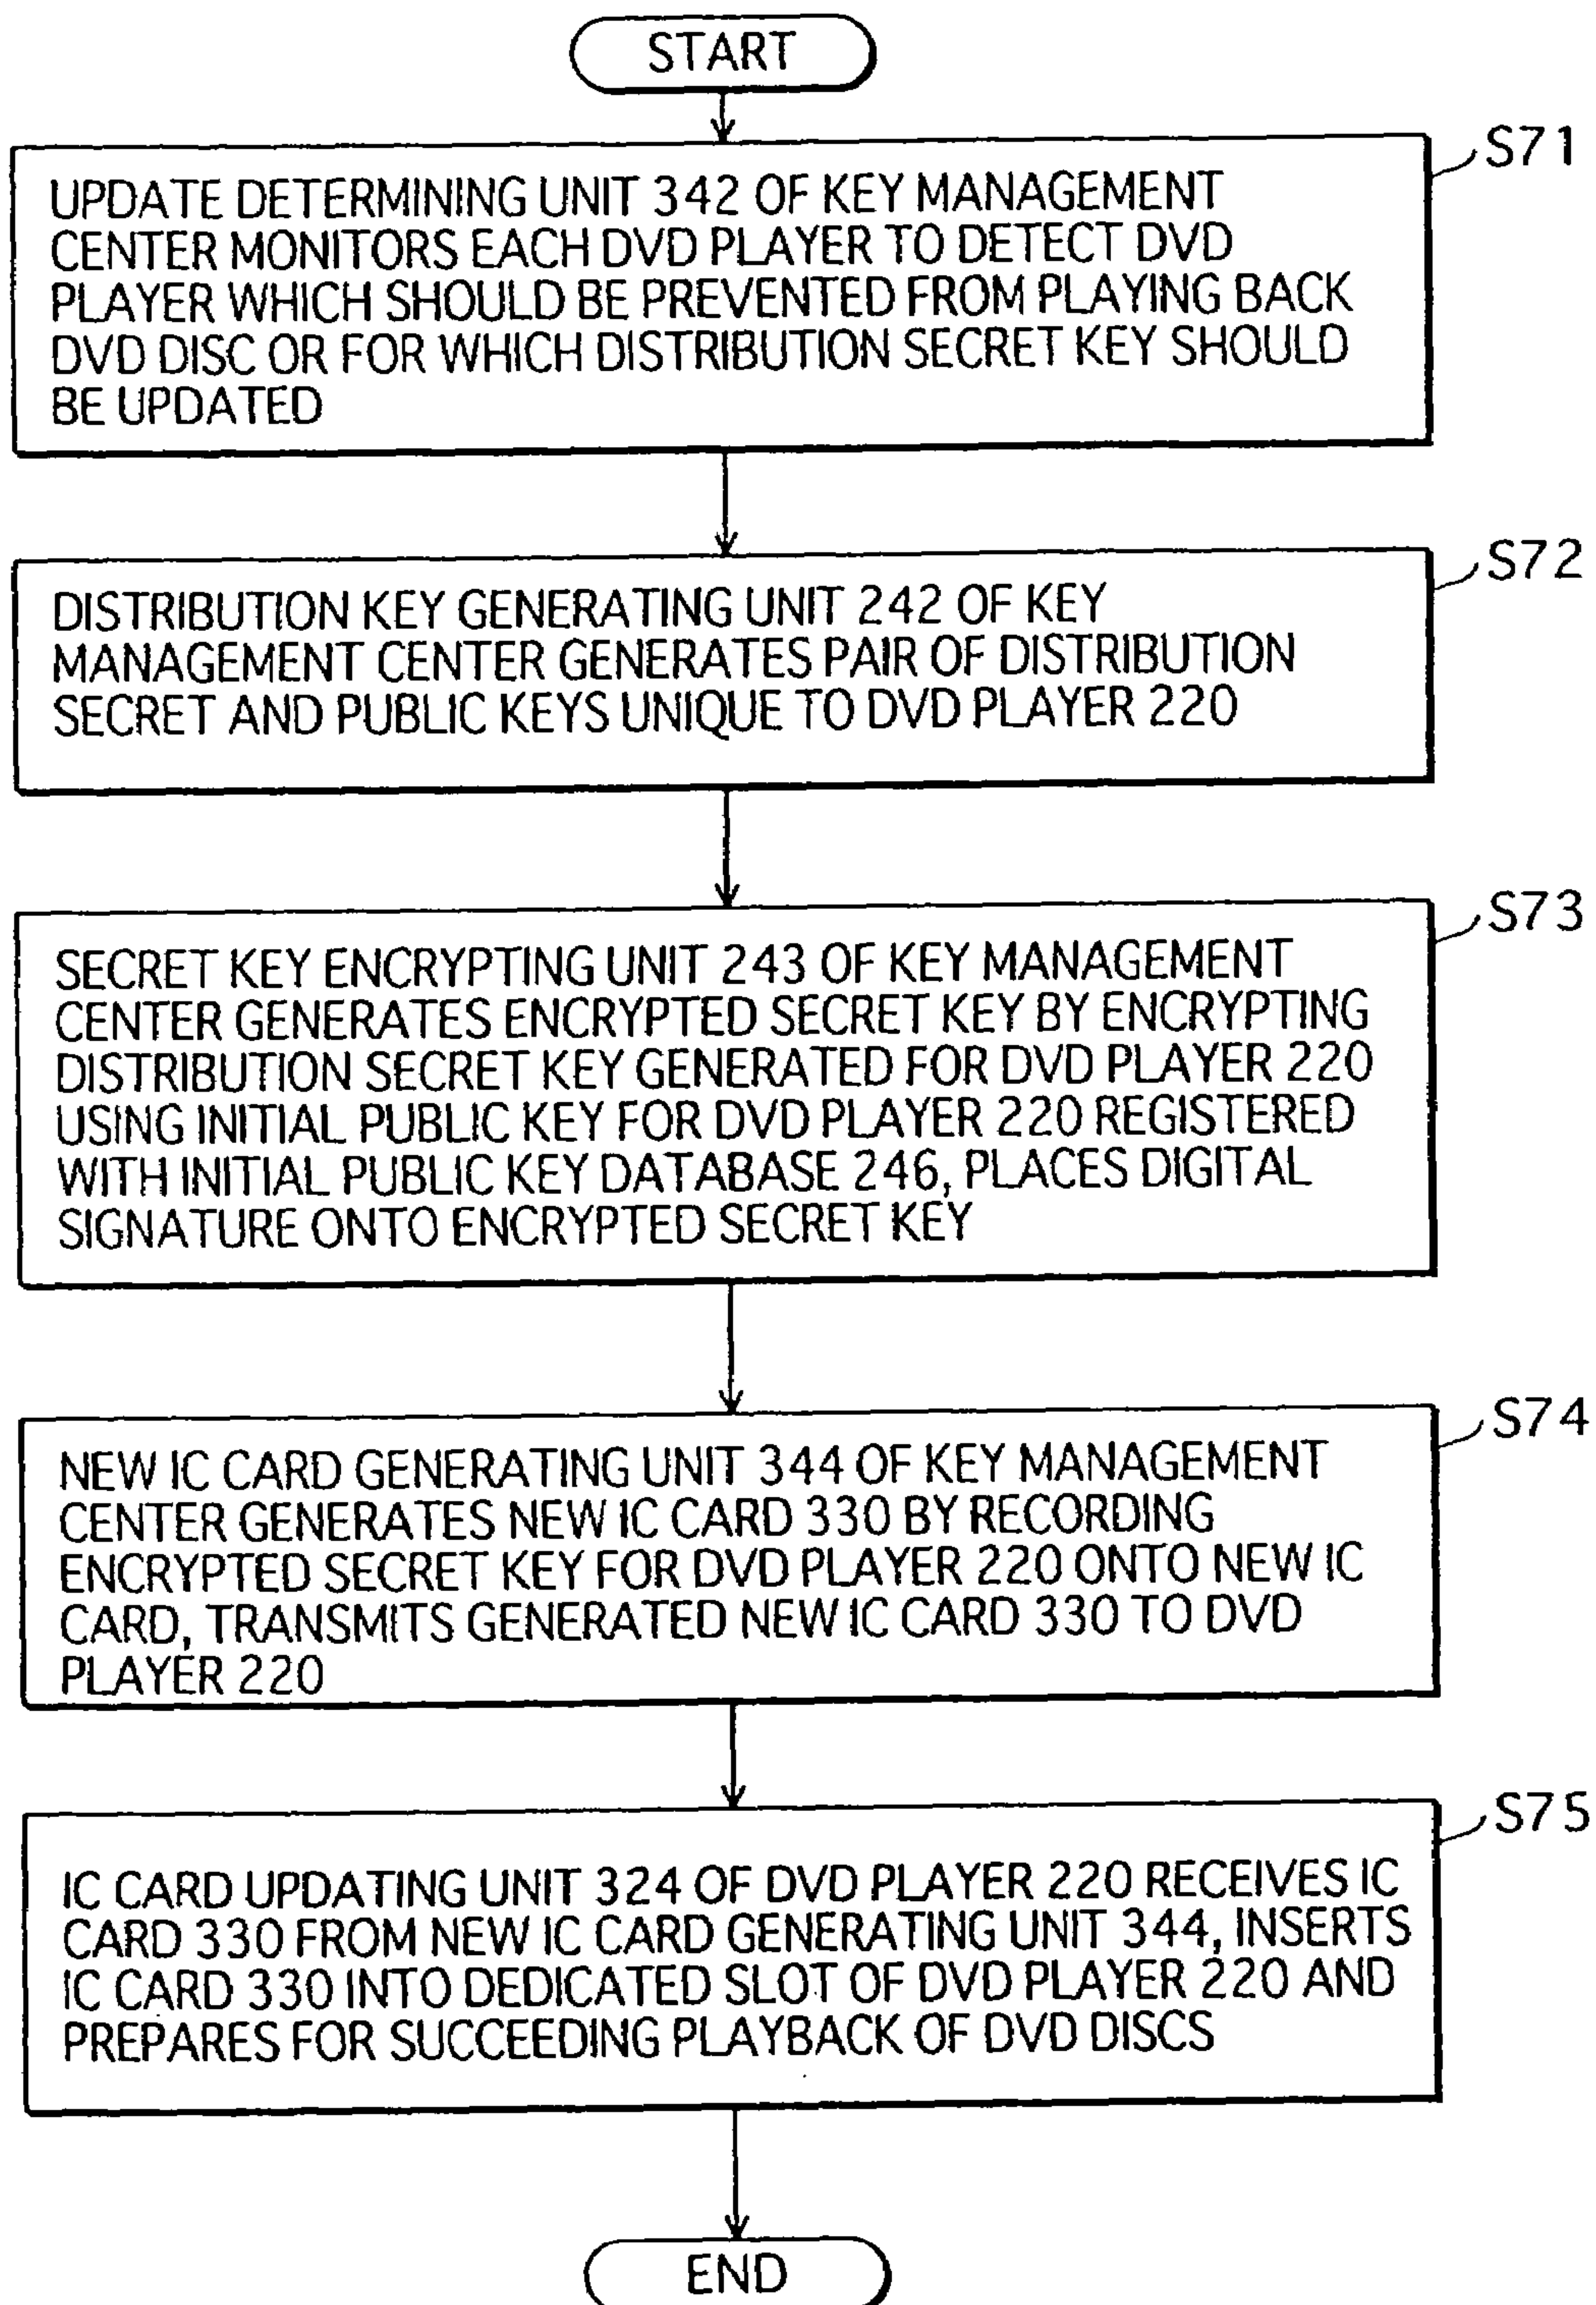 START
S71
UPDATE DETERMINING UNIT 342 OF KEY MANAGEMENT
CENTER MONITORS EACH DVD PLAYER TO DETECT DVD
PLAYER WHICH SHOULD BE PREVENTED FROM PLAYING BACK
DVD DISC OR FOR WHICH DISTRIBUTION SECRET KEY SHOULD
BE UPDATED
S72
DISTRIBUTION KEY GENERATING UNIT 242 OF KEY
MANAGEMENT CENTER GENERATES PAIR OF DISTRIBUTION
SECRET AND PUBLIC KEYS UNIQUE TO DVD PLAYER 220
S73
SECRET KEY ENCRYPTING UNIT 243 OF KEY MANAGEMENT
CENTER GENERATES ENCRYPTED SECRET KEY BY ENCRYPTING
DISTRIBUTION SECRET KEY GENERATED FOR DVD PLAYER 220
USING INITIAL PUBLIC KEY FOR DVD PLAYER 220 REGISTERED
WITH INITIAL PUBLIC KEY DATABASE 246, PLACES DIGITAL
SIGNATURE ONTO ENCRYPTED SECRET KEY
S74
NEW IC CARD GENERATING UNIT 344 OF KEY MANAGEMENT
CENTER GENERATES NEW IC CARD 330 BY RECORDING
ENCRYPTED SECRET KEY FOR DVD PLAYER 220 ONTO NEW IC
CARD, TRANSMITS GENERATED NEW IC CARD 330 TO DVD
PLAYER 220
S75
IC CARD UPDATING UNIT 324 OF DVD PLAYER 220 RECEIVES IC
CARD 330 FROM NEW IC CARD GENERATING UNIT 344, INSERTS
IC CARD 330 INTO DEDICATED SLOT OF DVD PLAYER 220 AND
PREPARES FOR SUCCEEDING PLAYBACK OF DVD DISCS
END